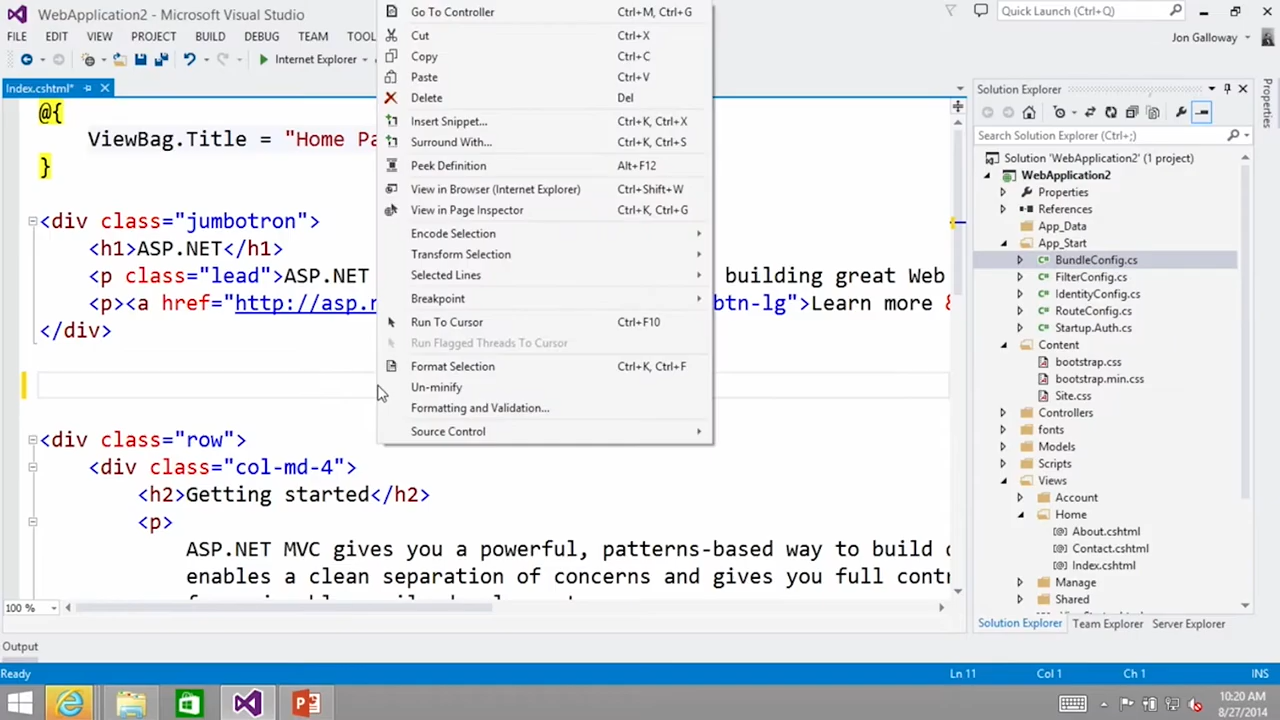 WebApplication2 - Microsoft Visual Studio
Quick Launch (Ctrl+Q)
FILE EDIT VIEW PROJECT BUILD DEBUG TEAM TOOL
Jon Galloway
Internet Explorer
Index.cshtml*
@{
ViewBag.Title = "Home Pa
}
<div class="jumbotron">
<h1>ASP.NET</h1>
<p class="lead">ASP.NET building great Web
<p><a href="http://asp.n btn-lg">Learn more &
</div>
<div class="row">
<div class="col-md-4">
<h2>Getting started</h2>
<p>
ASP.NET MVC gives you a powerful, patterns-based way to build
enables a clean separation of concerns and gives you full contr
100 %
Go To Controller Ctrl+M, Ctrl+G
Cut Ctrl+X
Copy Ctrl+C
Paste Ctrl+V
Delete Del
Insert Snippet... Ctrl+K, Ctrl+X
Surround With... Ctrl+K, Ctrl+S
Peek Definition Alt+F12
View in Browser (Internet Explorer) Ctrl+Shift+W
View in Page Inspector Ctrl+K, Ctrl+G
Encode Selection
Transform Selection
Selected Lines
Breakpoint
Run To Cursor Ctrl+F10
Run Flagged Threads To Cursor
Format Selection Ctrl+K, Ctrl+F
Un-minify
Formatting and Validation...
Source Control
Solution Explorer
Search Solution Explorer (Ctrl+;)
Solution 'WebApplication2' (1 project)
WebApplication2
Properties
References
App_Data
App_Start
BundleConfig.cs
FilterConfig.cs
IdentityConfig.cs
RouteConfig.cs
Startup.Auth.cs
Content
bootstrap.css
bootstrap.min.css
Site.css
Controllers
fonts
Models
Scripts
Views
Account
Home
About.cshtml
Contact.cshtml
Index.cshtml
Manage
Shared
Solution Explorer Team Explorer Server Explorer
Properties
Output
Ready Ln 11 Col 1 Ch 1 INS
10:20 AM
8/27/2014